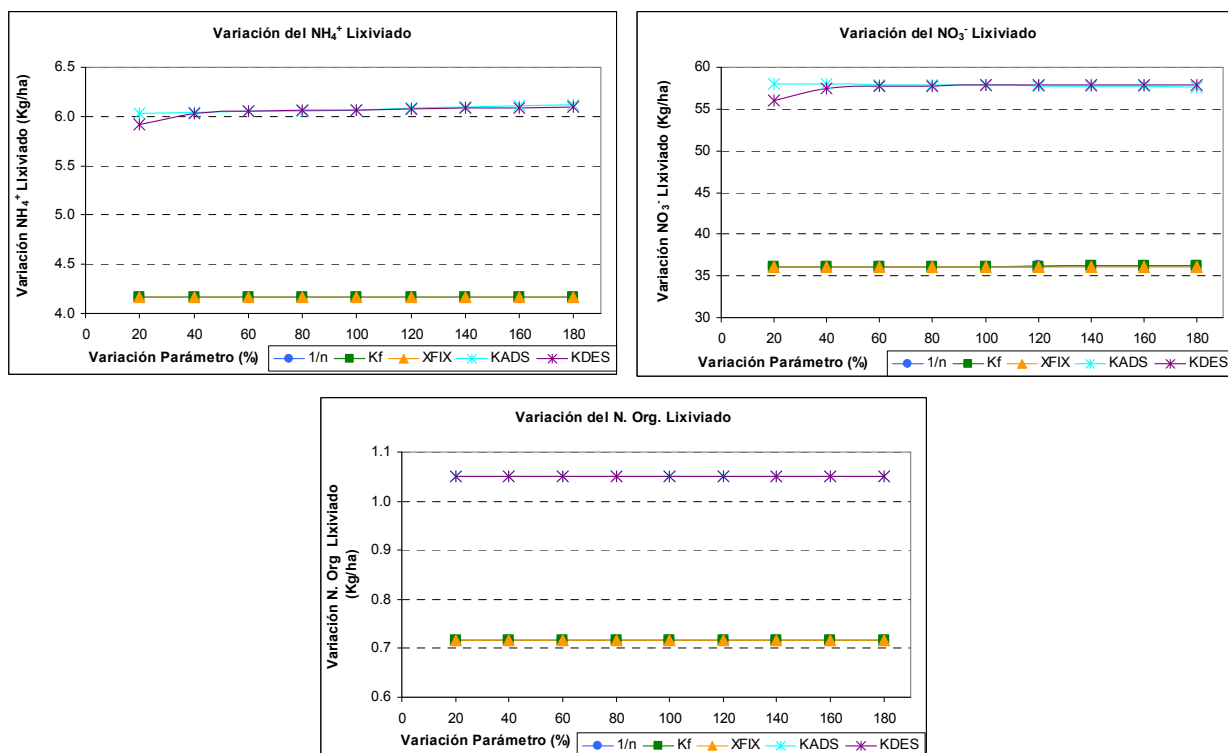 Variación del NH₄⁺ Lixiviado
Variación NH₄⁺ LIxiviado (Kg/ha)
6.5
6.0
5.5
5.0
4.5
4.0
0 20 40 60 80 100 120 140 160 180
Variación Parámetro (%)
1/n Kf XFIX KADS KDES
Variación del NO₃⁻ Lixiviado
Variación NO₃⁻ LIxiviado (Kg/ha)
60
55
50
45
40
35
30
0 20 40 60 80 100 120 140 160 180
Variación Parámetro (%)
1/n Kf XFIX KADS KDES
Variación del N. Org. Lixiviado
Variación N. Org LIxiviado
(Kg/ha)
1.1
1.0
0.9
0.8
0.7
0.6
0 20 40 60 80 100 120 140 160 180
Variación Parámetro (%)
1/n Kf XFIX KADS KDES